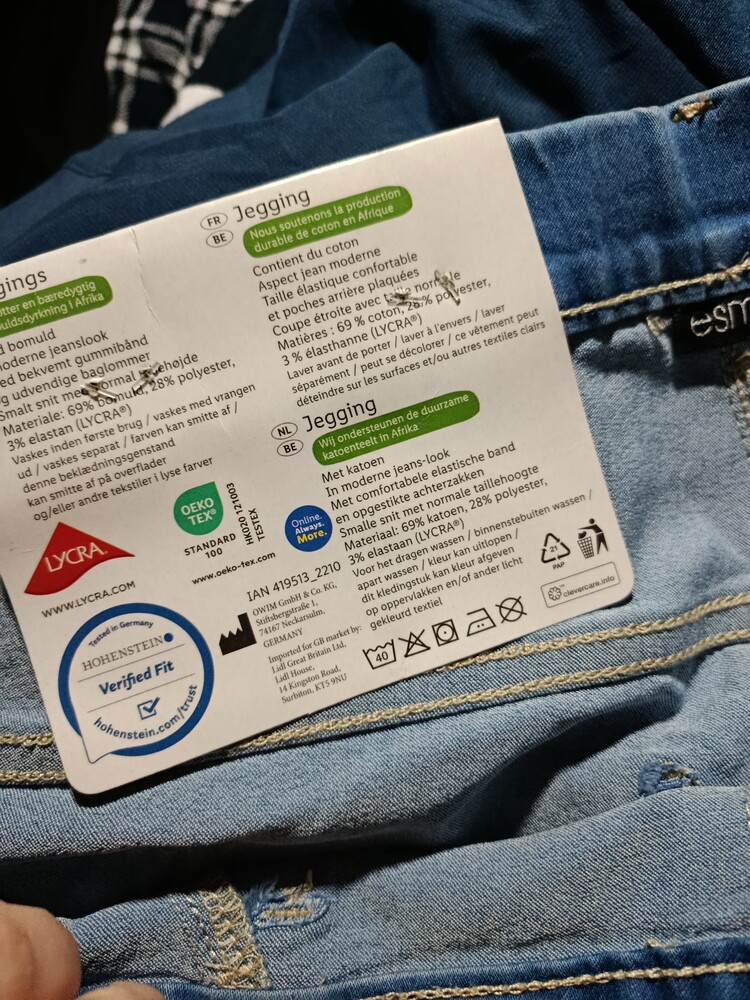 gings
otter en bæredygtig
uldsdyrkning i Afrika
d bomuld
moderne jeanslook
ed bekvemt gummibånd
g udvendige baglommer
Smalt snit me normal højde
Materiale: 69% bomuld, 28% polyester,
3% elastan (LYCRA®)
Vaskes inden første brug / vaskes med vrangen
ud / vaskes separat / farven kan smitte af /
denne beklædningsgenstand
kan smitte af på overflader
og/eller andre tekstiler i lyse farver
FR
BE
Jegging
Nous soutenons la production
durable de coton en Afrique
Contient du coton
Aspect jean moderne
Taille élastique confortable
et poches arrière plaquées
Coupe étroite avec normale
Matières : 69 % coton, 28 % polyester,
3 % élasthanne (LYCRA®)
Laver avant de porter / laver à l'envers / laver
séparément / peut se décolorer / ce vêtement peut
déteindre sur les surfaces et/ou autres textiles clairs
NL
BE
Jegging
Wij ondersteunen de duurzame
katoenteelt in Afrika
Met katoen
In moderne jeans-look
Met comfortabele elastische band
en opgestikte achterzakken
Smalle snit met normale taillehoogte
Materiaal: 69% katoen, 28% polyester,
3% elastaan (LYCRA®)
Voor het dragen wassen / binnenstebuiten wassen /
apart wassen / kleur kan uitlopen /
dit kledingstuk kan kleur afgeven
op oppervlakken en/of ander licht
gekleurd textiel
LYCRA®
WWW.LYCRA.COM
OEKO
TEX®
STANDARD
100
HK020 121003
TESTEX
www.oeko-tex.com
Online.
Always.
More.
Tested in Germany
HOHENSTEIN
Verified Fit
hohenstein.com/trust
IAN 419513_2210
OWIM GmbH & Co. KG,
Stiftsbergstraße 1,
74167 Neckarsulm,
GERMANY
Imported for GB market by:
Lidl Great Britain Ltd,
Lidl House,
14 Kingston Road,
Surbiton, KT5 9NU
40
21
PAP
clevercare.info
esm